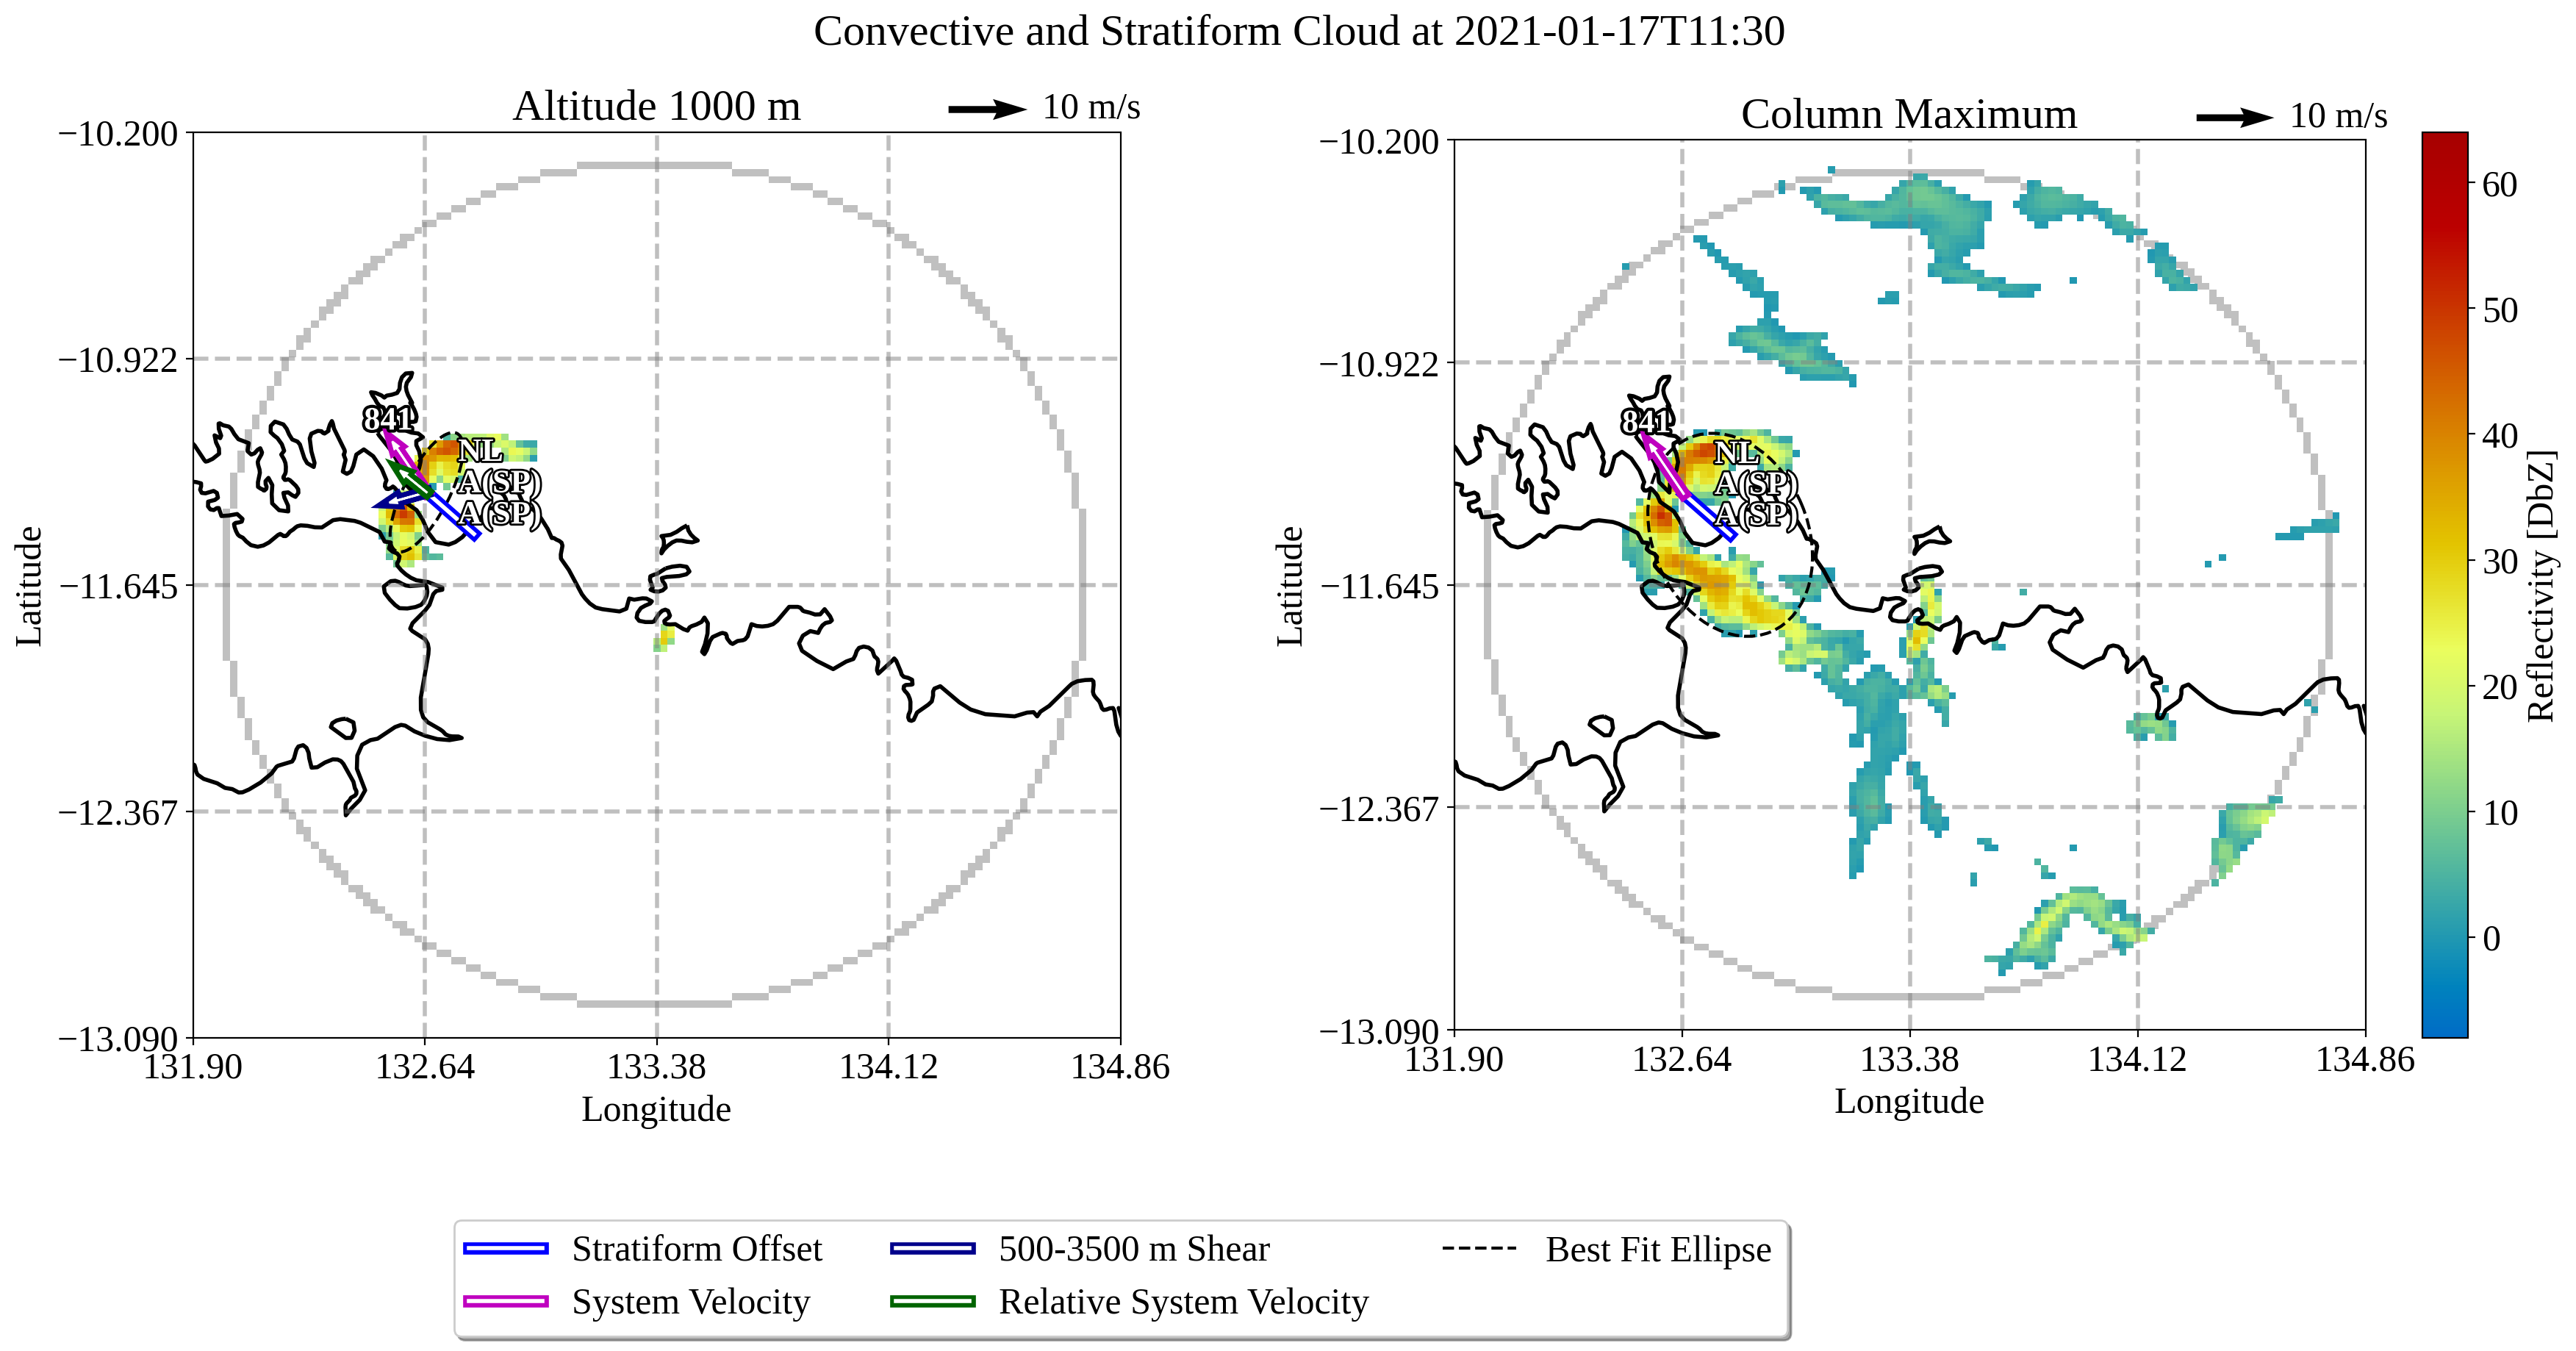 Convective and Stratiform Cloud at 2021-01-17T11:30
Altitude 1000 m
10 m/s
−10.200
−10.922
−11.645
−12.367
−13.090
Latitude
131.90
132.64
133.38
134.12
134.86
Longitude
841
NL
A(SP)
A(SP)
Column Maximum
10 m/s
−10.200
−10.922
−11.645
−12.367
−13.090
Latitude
131.90
132.64
133.38
134.12
134.86
Longitude
841
NL
A(SP)
A(SP)
60
50
40
30
20
10
0
Reflectivity [DbZ]
Stratiform Offset
System Velocity
500-3500 m Shear
Relative System Velocity
Best Fit Ellipse